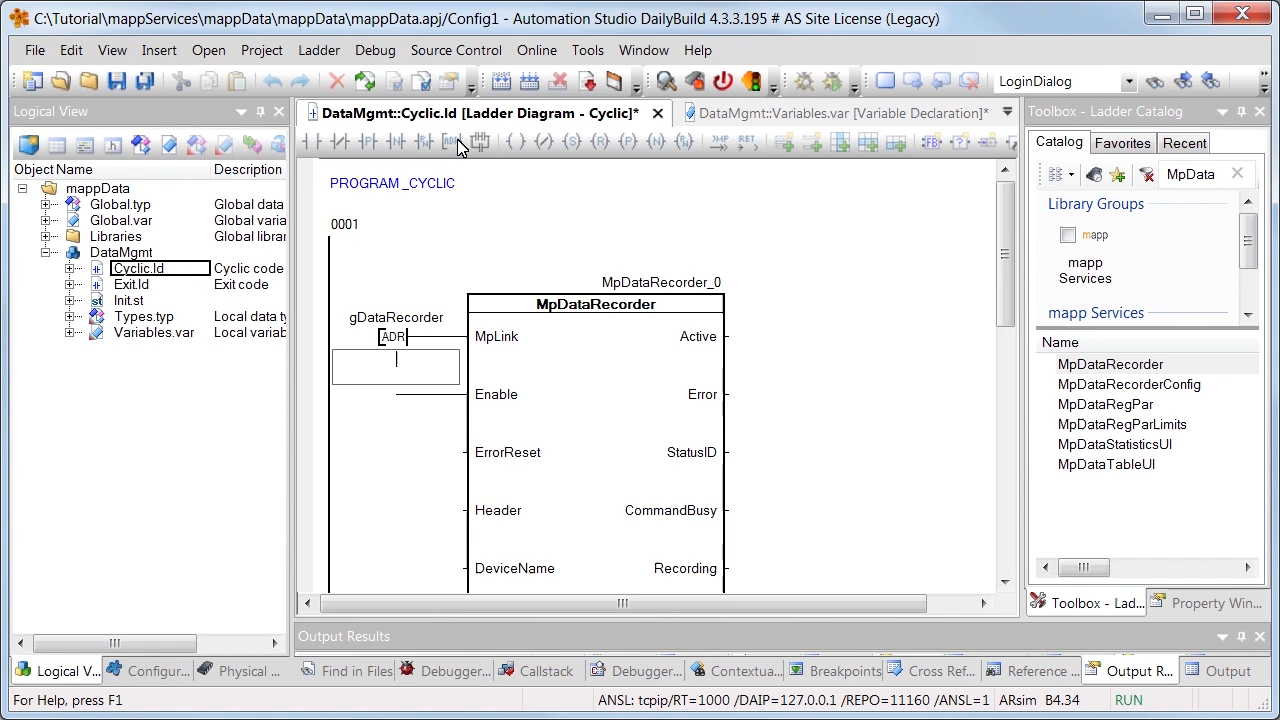 C:\Tutorial\mappServices\mappData\mappData.apj/Config1 - Automation Studio DailyBuild 4.3.3.195 # AS Site License (Legacy)
File Edit View Insert Open Project Ladder Debug Source Control Online Tools Window Help
LoginDialog
Logical View
DataMgmt::Cyclic.ld [Ladder Diagram - Cyclic]*
DataMgmt::Variables.var [Variable Declaration]*
Toolbox - Ladder Catalog
Catalog Favorites Recent
MpData
Object Name Description
mappData
Global.typ Global data
Global.var Global varia
Libraries Global librar
DataMgmt
Cyclic.ld Cyclic code
Exit.ld Exit code
Init.st
Types.typ Local data t
Variables.var Local variab
PROGRAM _CYCLIC
0001
MpDataRecorder_0
MpDataRecorder
gDataRecorder
ADR
MpLink Active
Enable Error
ErrorReset StatusID
Header CommandBusy
DeviceName Recording
Library Groups
mapp
mapp
Services
mapp Services
Name
MpDataRecorder
MpDataRecorderConfig
MpDataRegPar
MpDataRegParLimits
MpDataStatisticsUI
MpDataTableUI
Toolbox - Lad... Property Win...
Output Results
Logical V... Configur... Physical ... Find in Files Debugger... Callstack Debugger... Contextua... Breakpoints Cross Ref... Reference ... Output R... Output
For Help, press F1
ANSL: tcpip/RT=1000 /DAIP=127.0.0.1 /REPO=11160 /ANSL=1 ARsim B4.34 RUN